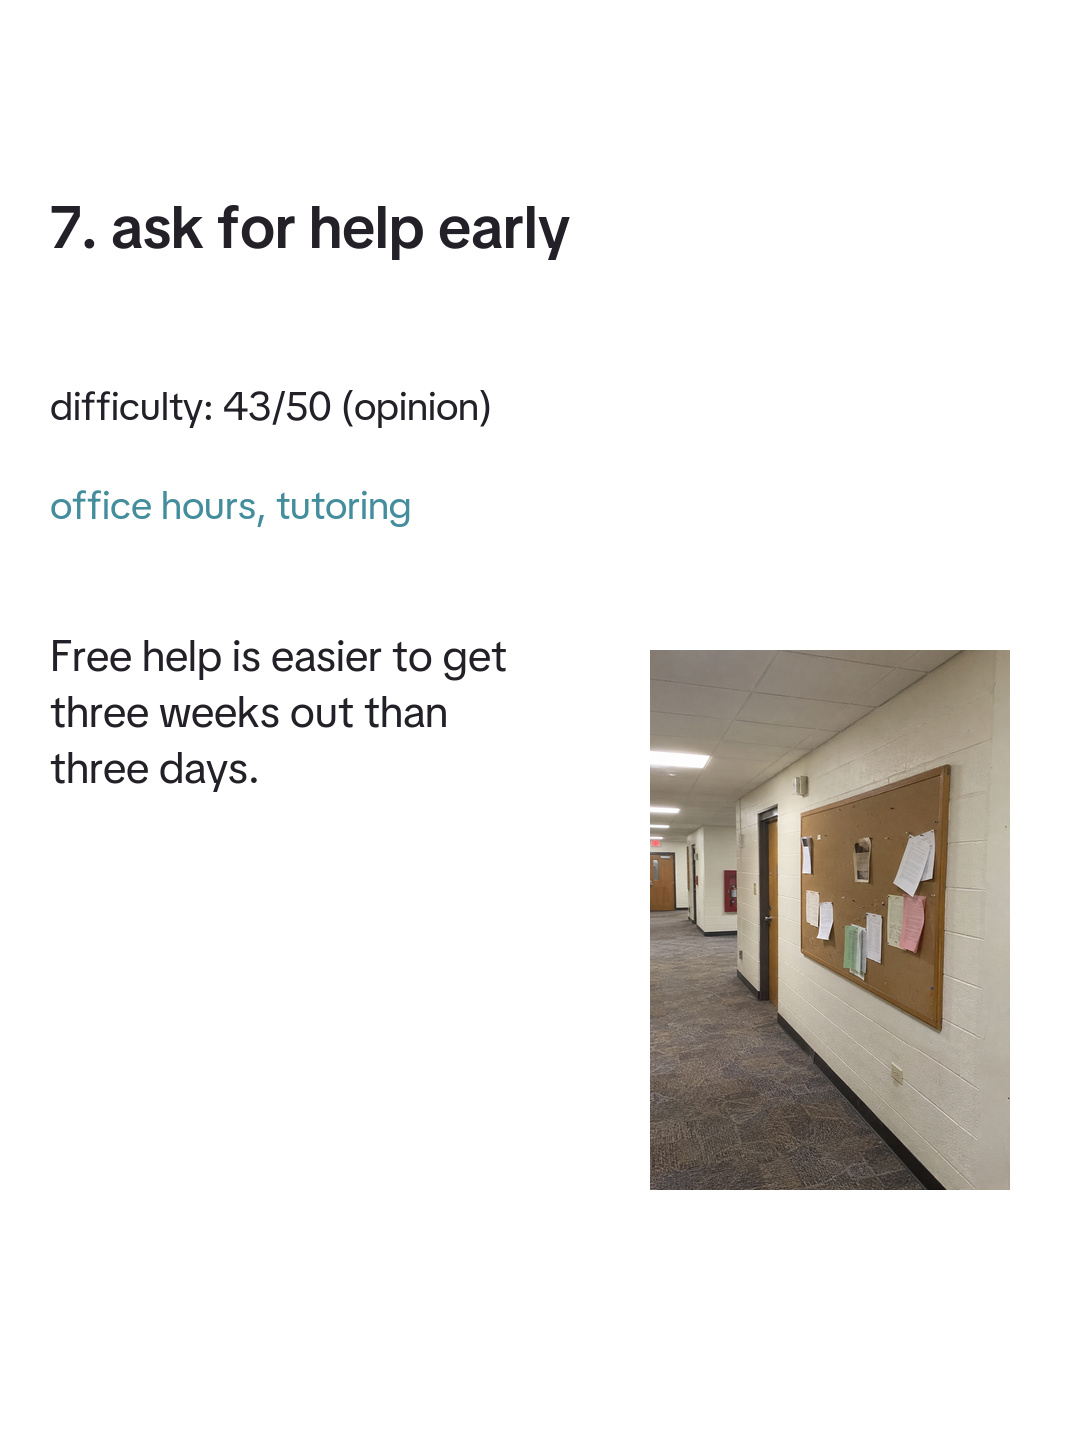 7. ask for help early
difficulty: 43/50 (opinion)
office hours, tutoring
Free help is easier to get
three weeks out than
three days.